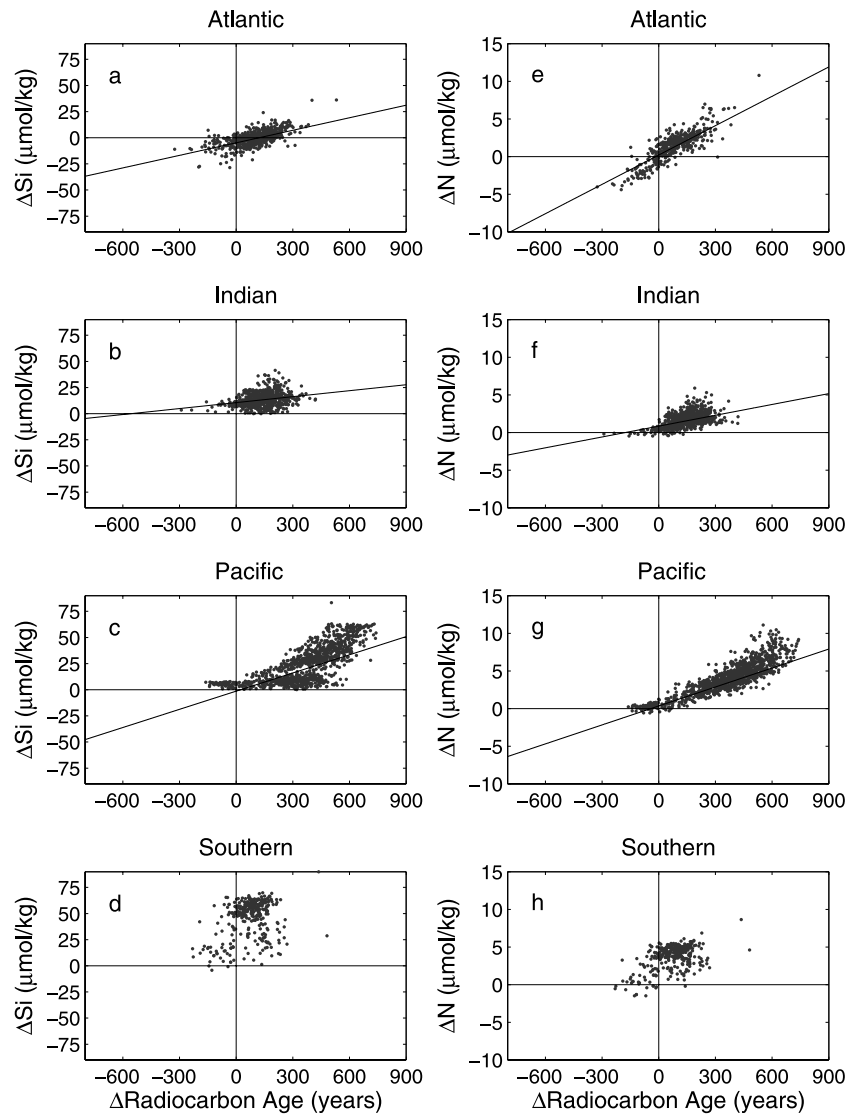 Atlantic
a
ΔSi (μmol/kg)
75
50
25
0
−25
−50
−75
−600 −300 0 300 600 900
Atlantic
e
ΔN (μmol/kg)
15
10
5
0
−5
−10
−600 −300 0 300 600 900
Indian
b
ΔSi (μmol/kg)
75
50
25
0
−25
−50
−75
−600 −300 0 300 600 900
Indian
f
ΔN (μmol/kg)
15
10
5
0
−5
−10
−600 −300 0 300 600 900
Pacific
c
ΔSi (μmol/kg)
75
50
25
0
−25
−50
−75
−600 −300 0 300 600 900
Pacific
g
ΔN (μmol/kg)
15
10
5
0
−5
−10
−600 −300 0 300 600 900
Southern
d
ΔSi (μmol/kg)
75
50
25
0
−25
−50
−75
−600 −300 0 300 600 900
ΔRadiocarbon Age (years)
Southern
h
ΔN (μmol/kg)
15
10
5
0
−5
−10
−600 −300 0 300 600 900
ΔRadiocarbon Age (years)